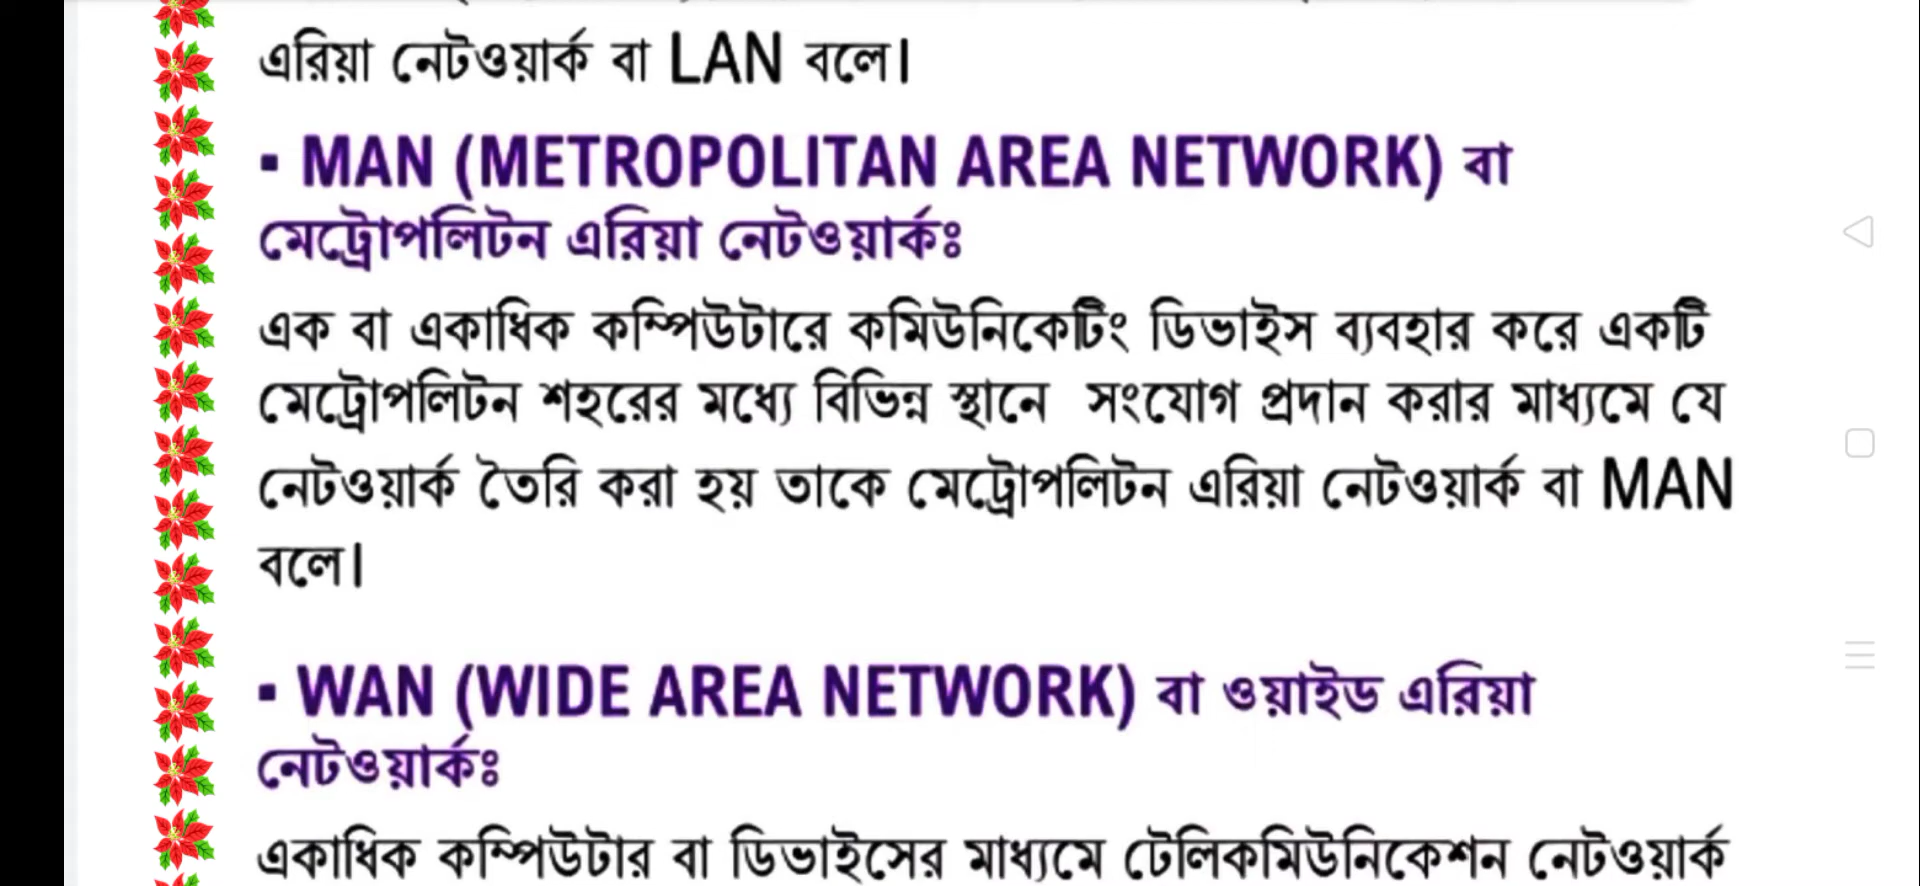 এরিয়া নেটওয়ার্ক বা LAN বলে।
▪ MAN (METROPOLITAN AREA NETWORK) বা
মেট্রোপলিটন এরিয়া নেটওয়ার্কঃ
এক বা একাধিক কম্পিউটারে কমিউনিকেটিং ডিভাইস ব্যবহার করে একটি
মেট্রোপলিটন শহরের মধ্যে বিভিন্ন স্থানে সংযোগ প্রদান করার মাধ্যমে যে
নেটওয়ার্ক তৈরি করা হয় তাকে মেট্রোপলিটন এরিয়া নেটওয়ার্ক বা MAN
বলে।
▪ WAN (WIDE AREA NETWORK) বা ওয়াইড এরিয়া
নেটওয়ার্কঃ
একাধিক কম্পিউটার বা ডিভাইসের মাধ্যমে টেলিকমিউনিকেশন নেটওয়ার্ক